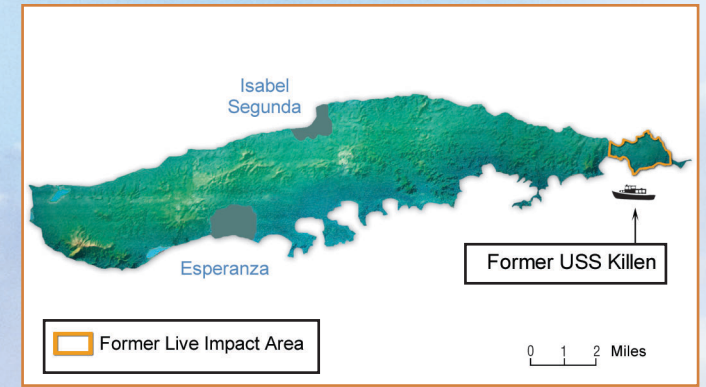 Isabel
Segunda
Esperanza
Former USS Killen
Former Live Impact Area
0 1 2 Miles